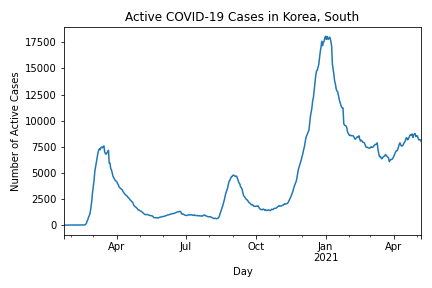 Active COVID-19 Cases in Korea, South
Number of Active Cases
17500
15000
12500
10000
7500
5000
2500
0
Apr
Jul
Oct
Jan
2021
Apr
Day